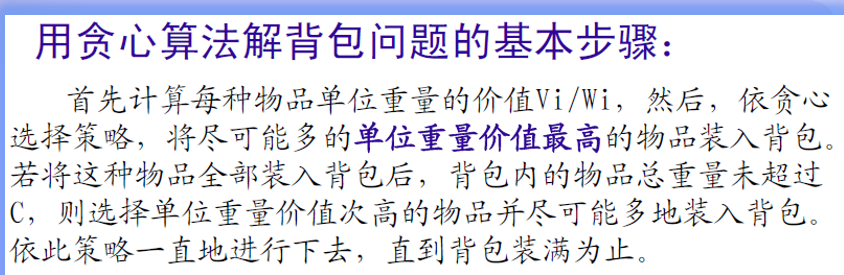 用贪心算法解背包问题的基本步骤：
首先计算每种物品单位重量的价值Vi/Wi，然后，依贪心
选择策略，将尽可能多的单位重量价值最高的物品装入背包。
若将这种物品全部装入背包后，背包内的物品总重量未超过
C，则选择单位重量价值次高的物品并尽可能多地装入背包。
依此策略一直地进行下去，直到背包装满为止。